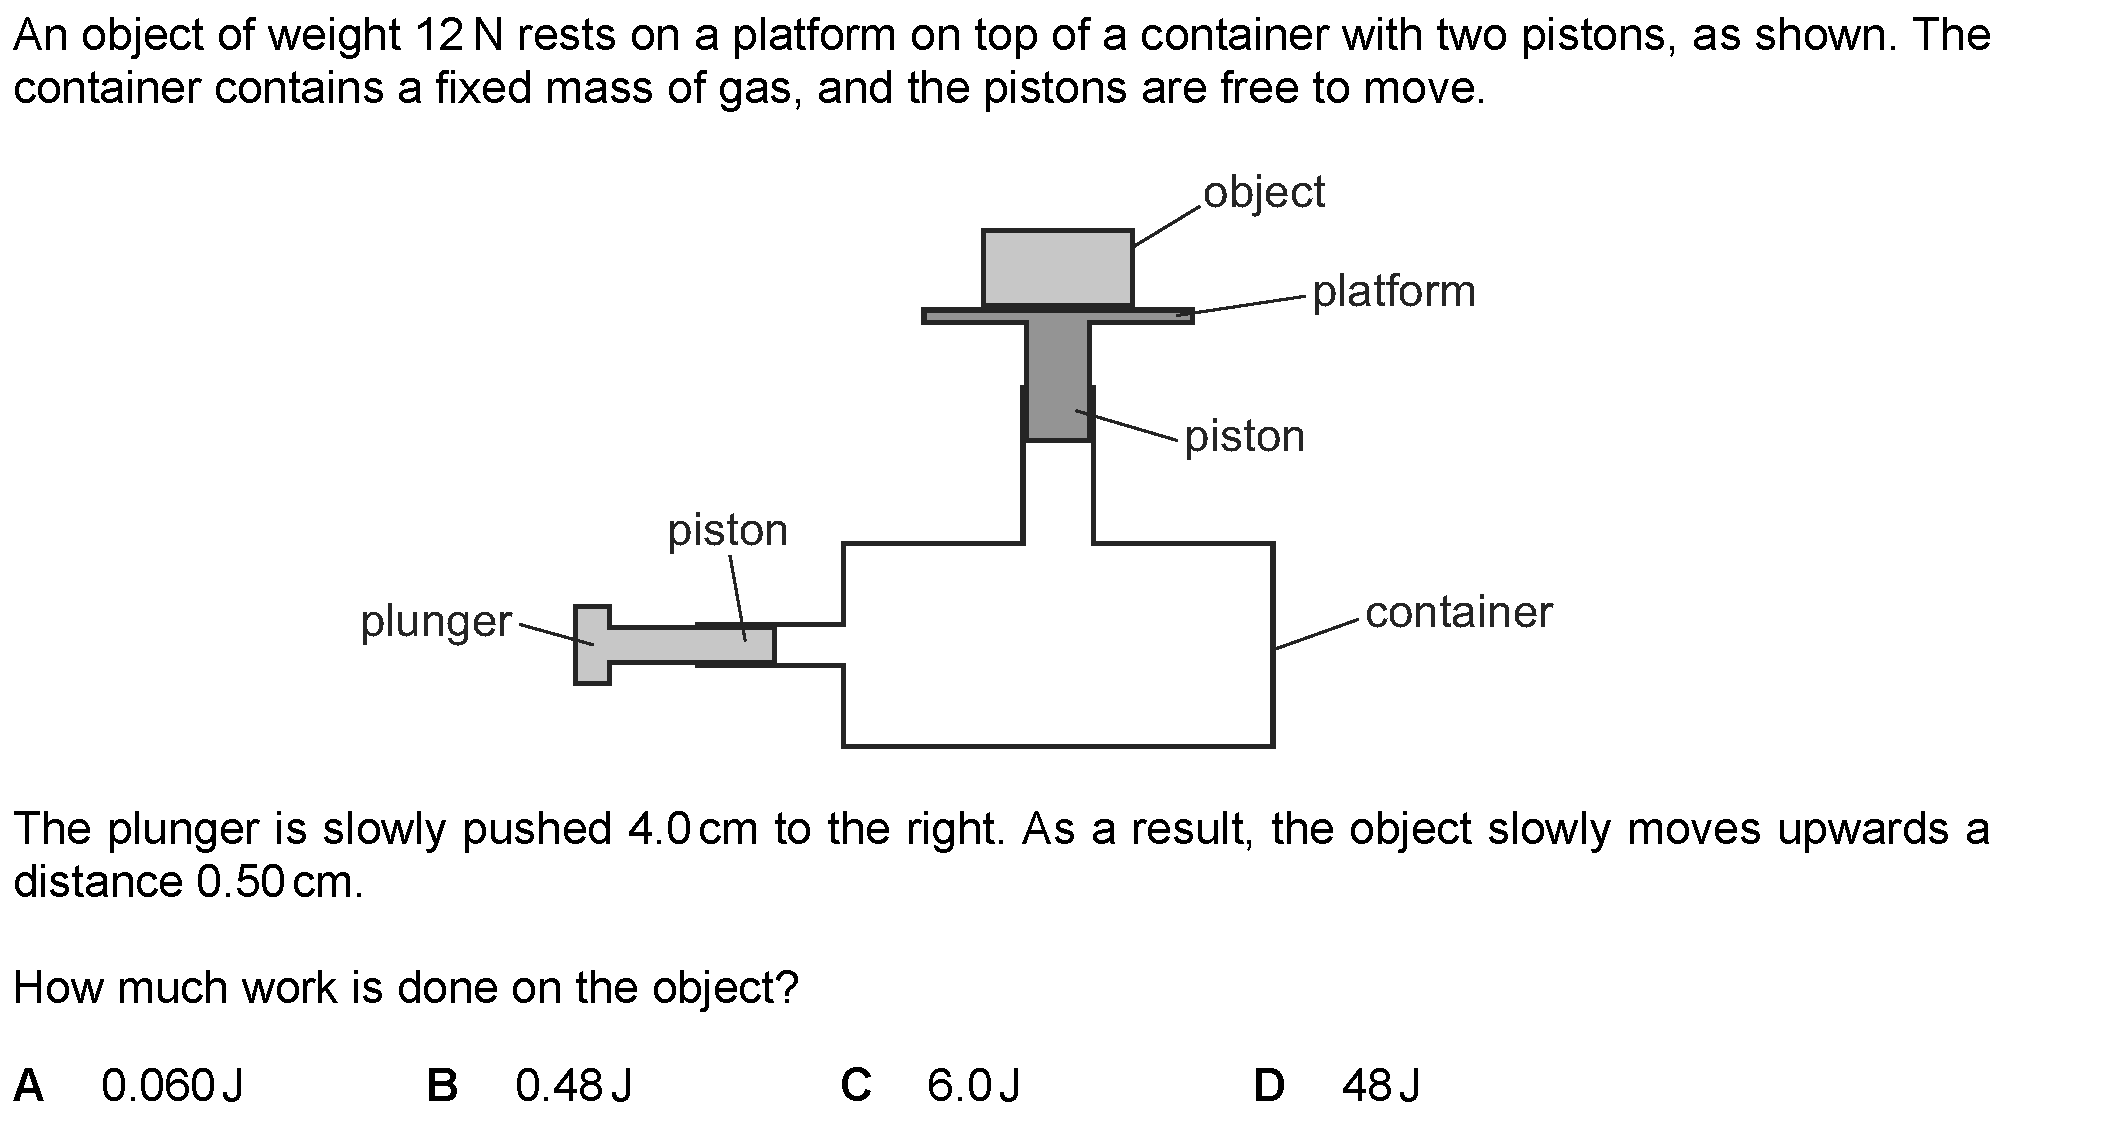 An object of weight 12 N rests on a platform on top of a container with two pistons, as shown. The
container contains a fixed mass of gas, and the pistons are free to move.
object
platform
piston
piston
plunger
container
The plunger is slowly pushed 4.0 cm to the right. As a result, the object slowly moves upwards a
distance 0.50 cm.
How much work is done on the object?
A 0.060 J B 0.48 J C 6.0 J D 48 J